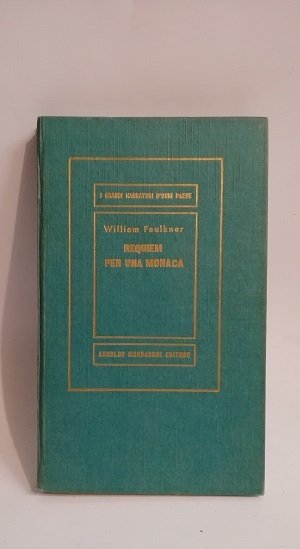 I GRANDI NARRATORI D'OGNI PAESE
William Faulkner
REQUIEM
PER UNA MONACA
ARNOLDO MONDADORI EDITORE